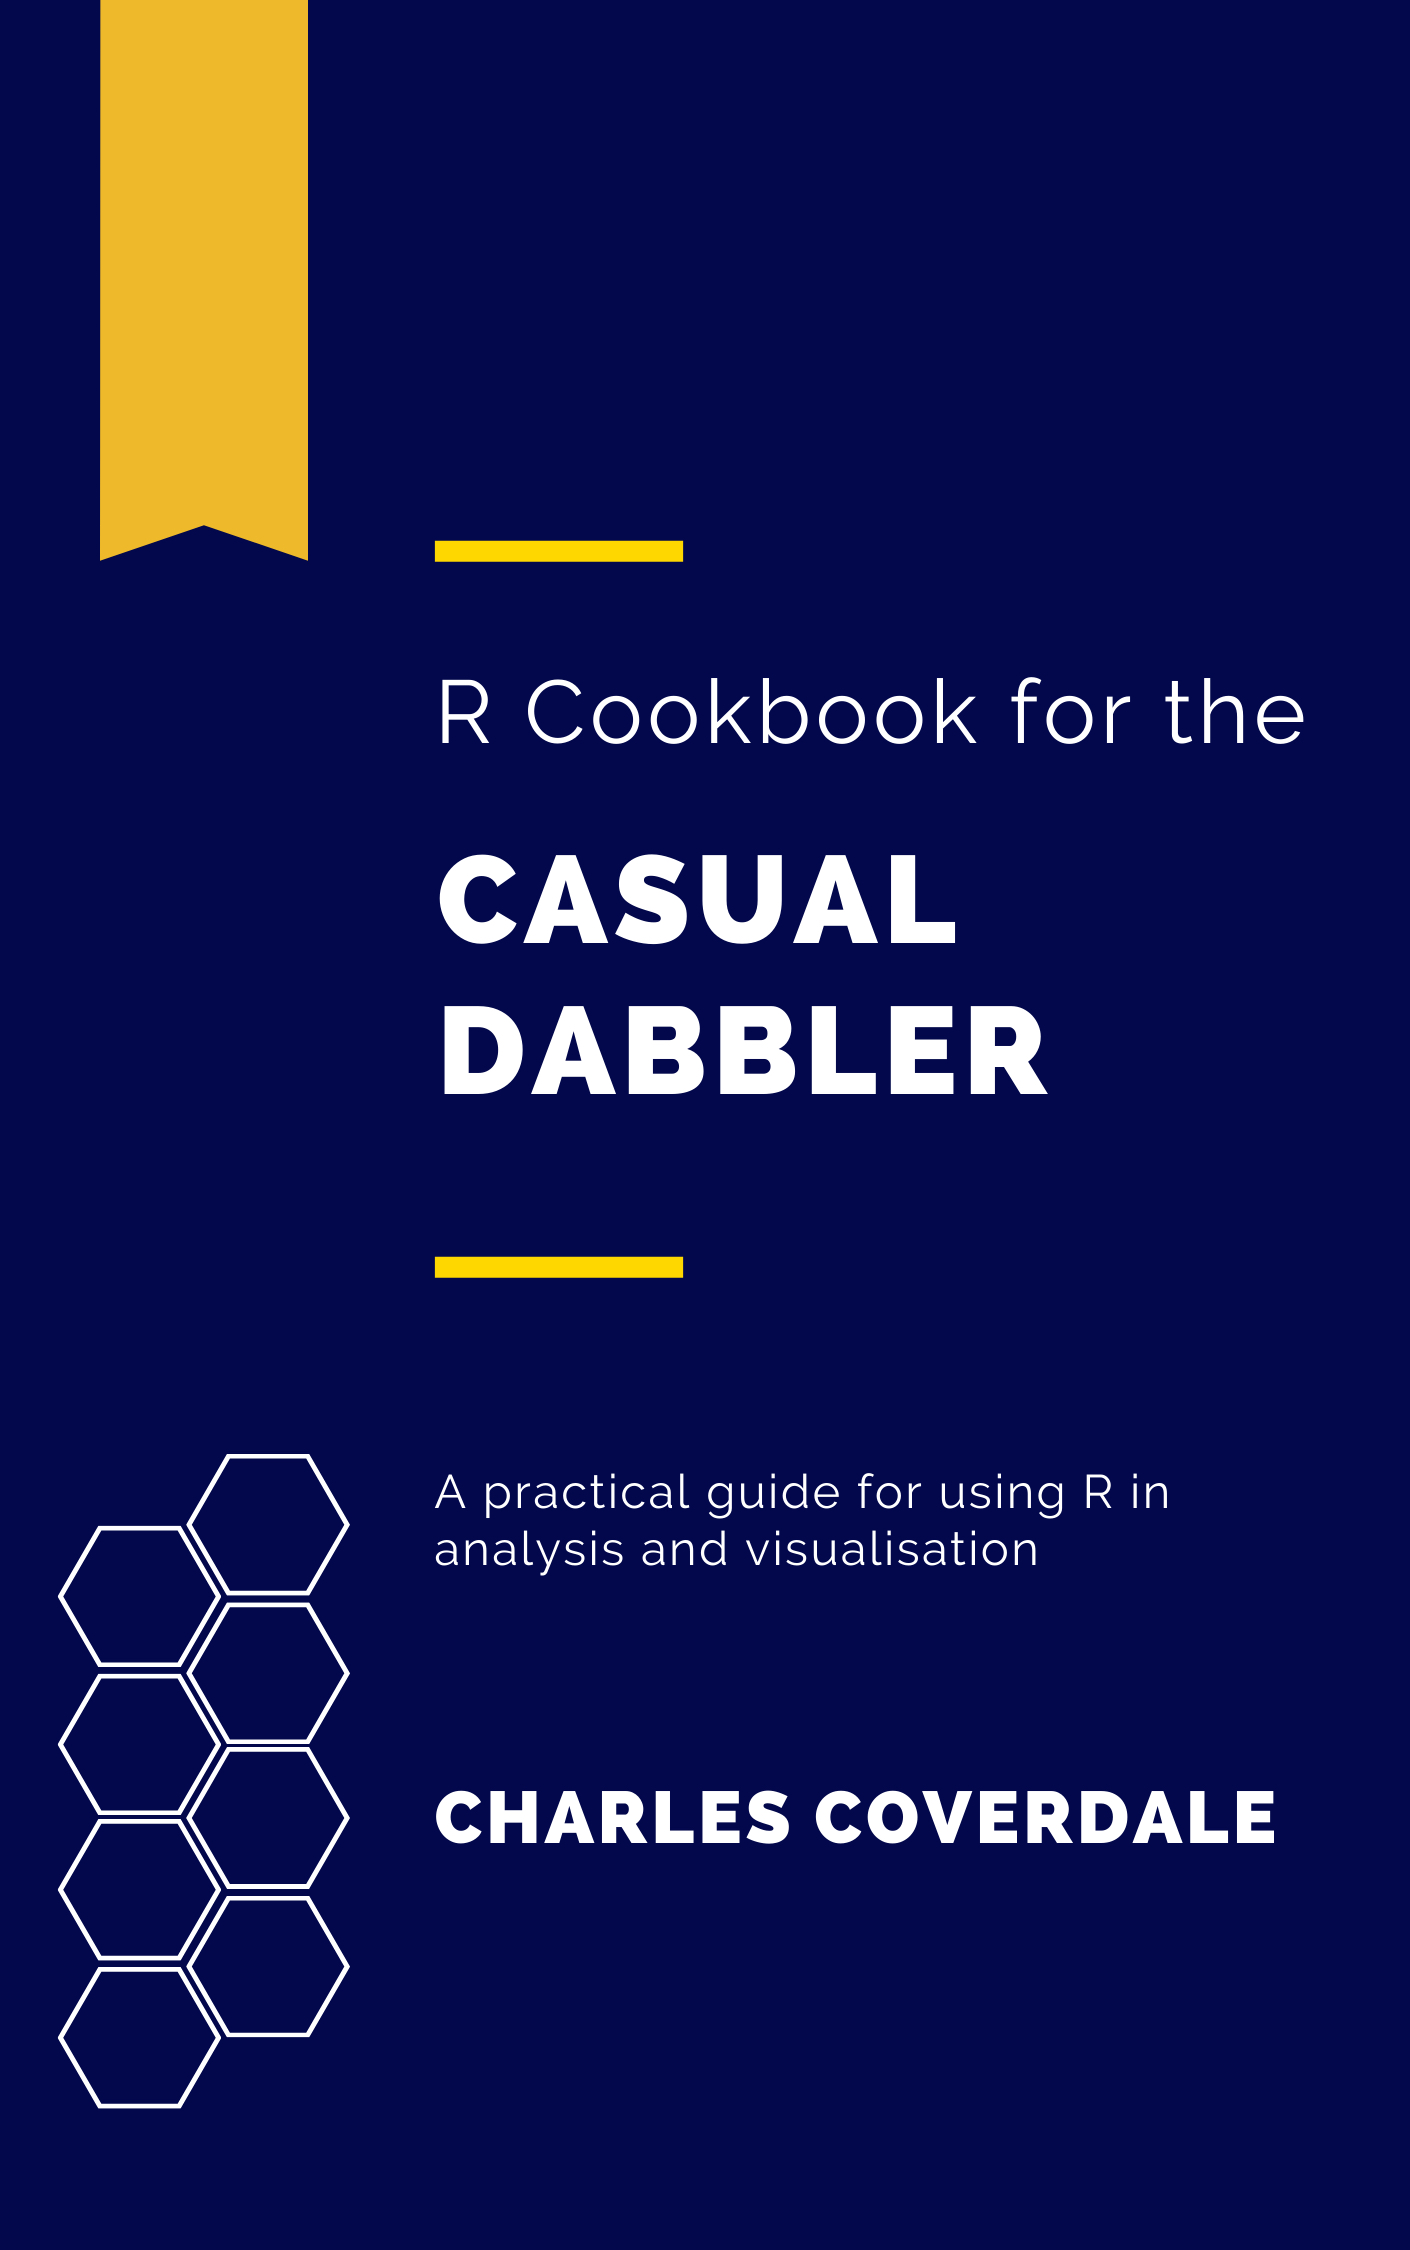 R Cookbook for the
CASUAL
DABBLER
A practical guide for using R in
analysis and visualisation
CHARLES COVERDALE